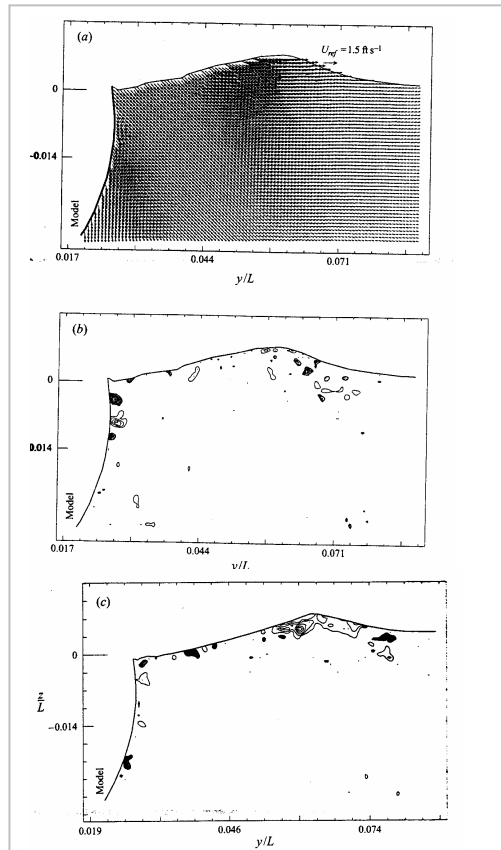 (a)
U_ref = 1.5 ft s⁻¹
0
-0.014
Model
0.017 0.044 0.071
y/L
(b)
0
0.014
Model
0.017 0.044 0.071
y/L
(c)
0
z/L
-0.014
Model
0.019 0.046 0.074
y/L